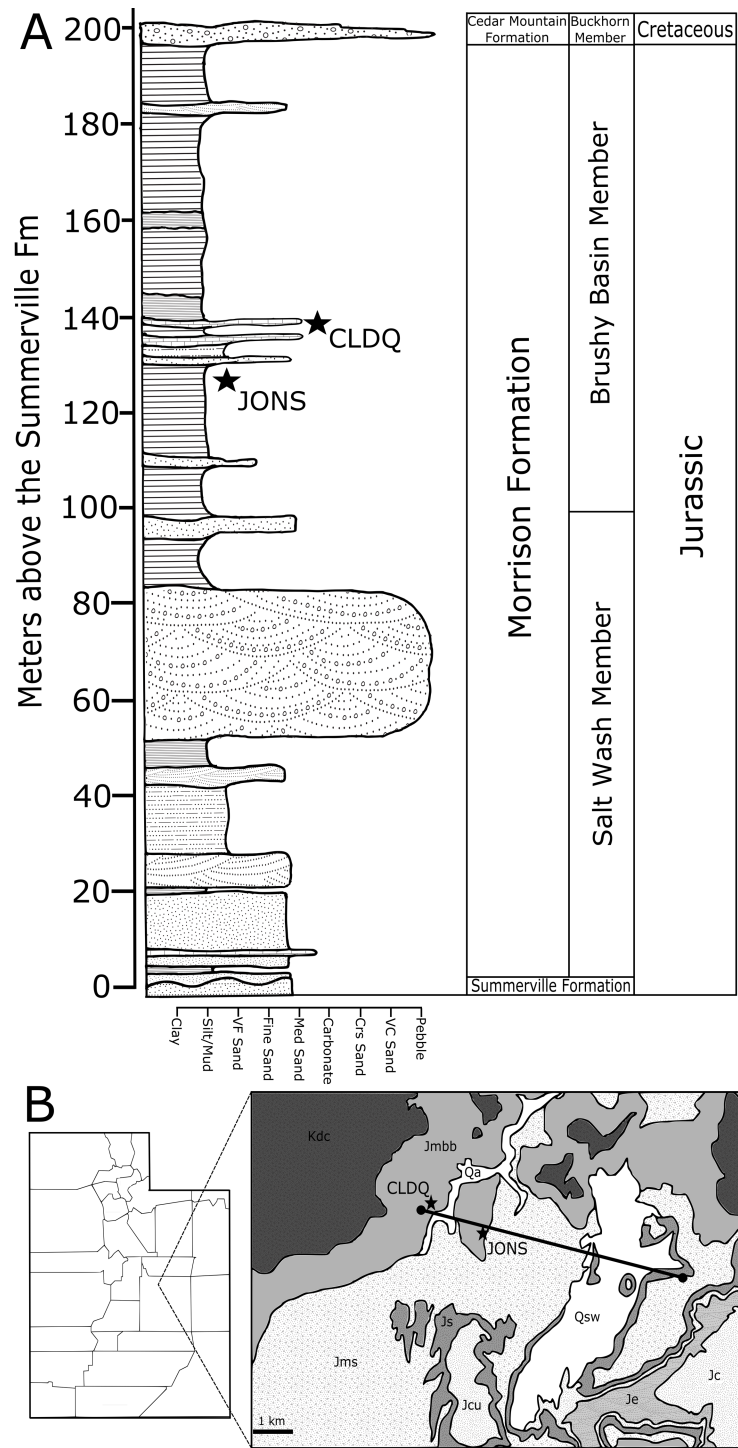 A
Meters above the Summerville Fm
200
180
160
140
120
100
80
60
40
20
0
CLDQ
JONS
Cedar Mountain
Formation
Buckhorn
Member
Cretaceous
Morrison Formation
Brushy Basin Member
Salt Wash Member
Jurassic
Summerville Formation
Clay
Silt/Mud
VF Sand
Fine Sand
Med Sand
Carbonate
Crs Sand
VC Sand
Pebble
B
Kdc
Jmbb
Qa
CLDQ
JONS
Js
Qsw
Jms
Jcu
Je
Jc
1 km